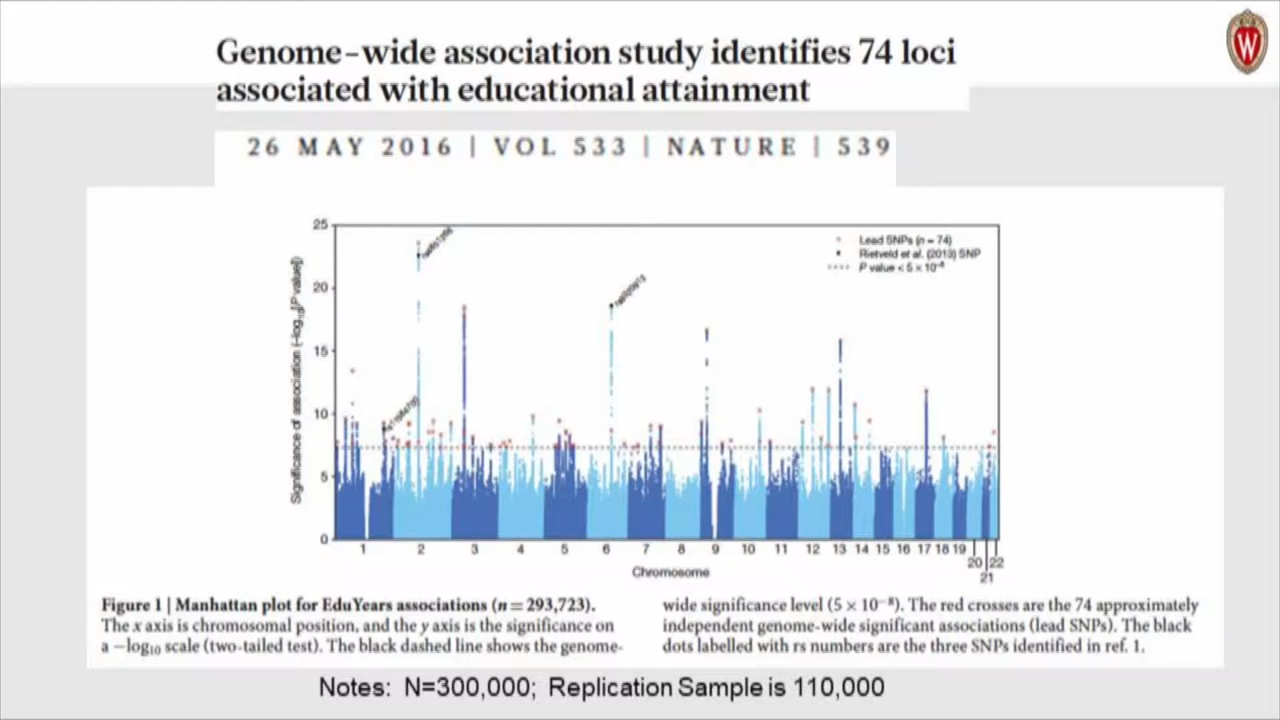 Genome-wide association study identifies 74 loci
associated with educational attainment
W
26 MAY 2016 | VOL 533 | NATURE | 539
25
20
15
10
5
0
Significance of association (–log10[P value])
Lead SNPs (n = 74)
Rietveld et al. (2013) SNP
P value < 5 × 10⁻⁸
1 2 3 4 5 6 7 8 9 10 11 12 13 14 15 16 17 18 19
20 22
21
Chromosome
Figure 1 | Manhattan plot for EduYears associations (n = 293,723).
The x axis is chromosomal position, and the y axis is the significance on
a −log10 scale (two-tailed test). The black dashed line shows the genome-
wide significance level (5 × 10⁻⁸). The red crosses are the 74 approximately
independent genome-wide significant associations (lead SNPs). The black
dots labelled with rs numbers are the three SNPs identified in ref. 1.
Notes: N=300,000; Replication Sample is 110,000